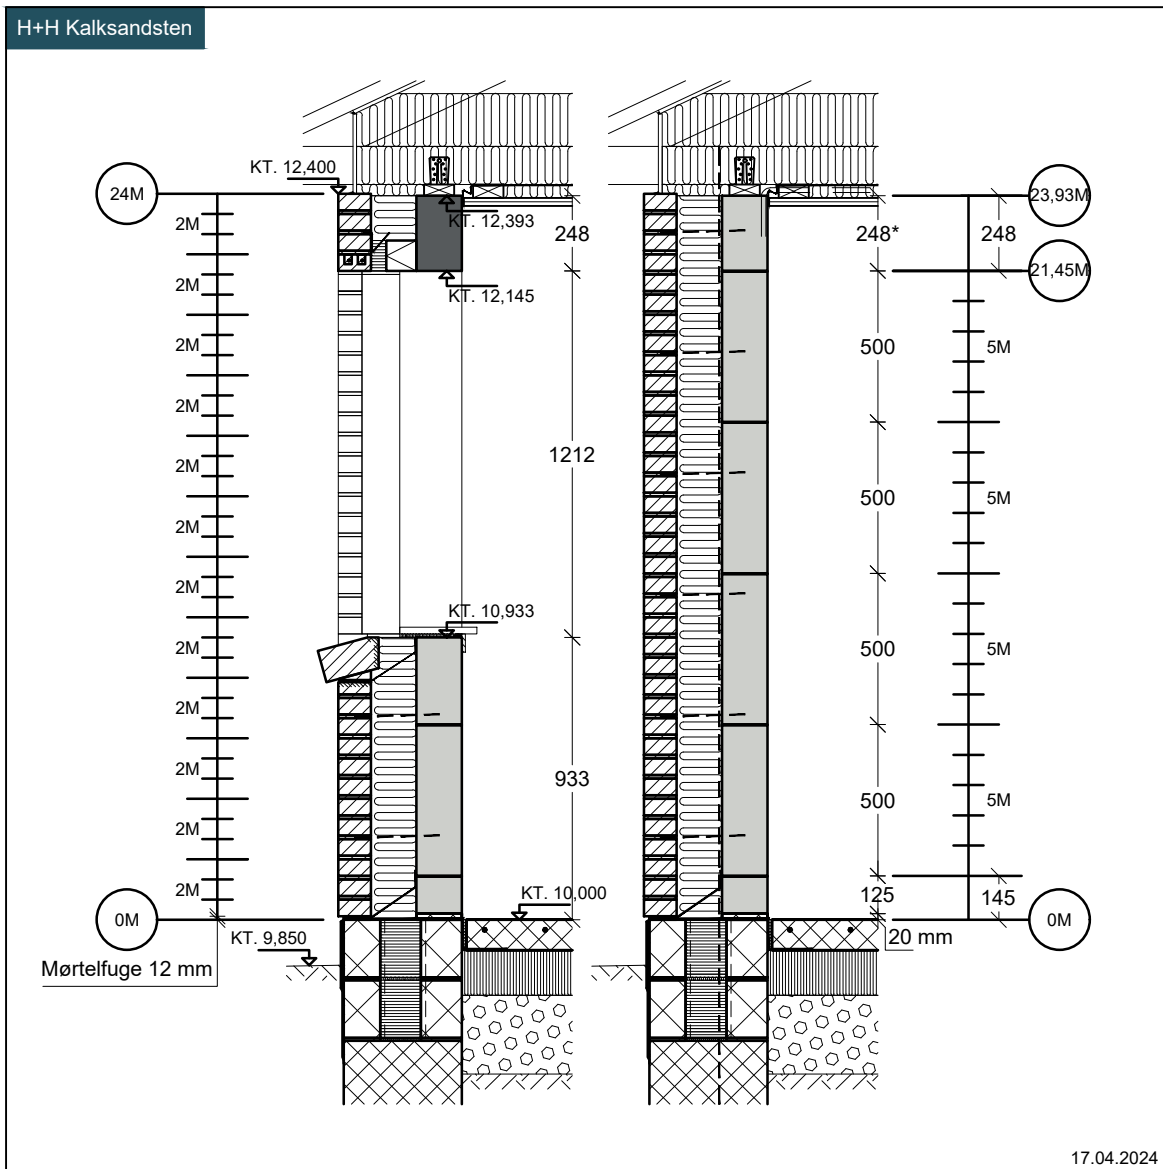 H+H Kalksandsten
KT. 12,400
24M
23,93M
2M
KT. 12,393
248
248*
248
21,45M
2M
KT. 12,145
2M
500
5M
2M
1212
2M
500
5M
2M
2M
KT. 10,933
2M
500
5M
2M
2M
933
500
5M
2M
2M
KT. 10,000
125
145
0M
0M
KT. 9,850
20 mm
Mørtelfuge 12 mm
17.04.2024